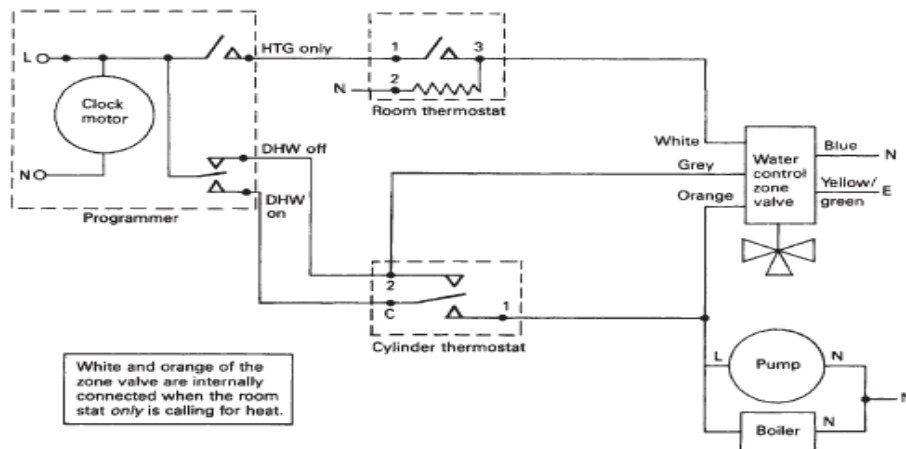 L
HTG only
1
3
2
N
Room thermostat
Clock
motor
N
DHW off
DHW
on
Programmer
White
Grey
Orange
Water
control
zone
valve
Blue
N
Yellow/
green
E
2
C
1
Cylinder thermostat
White and orange of the
zone valve are internally
connected when the room
stat only is calling for heat.
L
Pump
N
N
Boiler
N